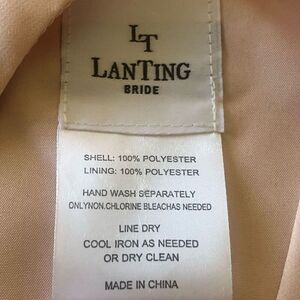 LT
LANTING
BRIDE
SHELL: 100% POLYESTER
LINING: 100% POLYESTER
HAND WASH SEPARATELY
ONLYNON.CHLORINE BLEACHAS NEEDED
LINE DRY
COOL IRON AS NEEDED
OR DRY CLEAN
MADE IN CHINA